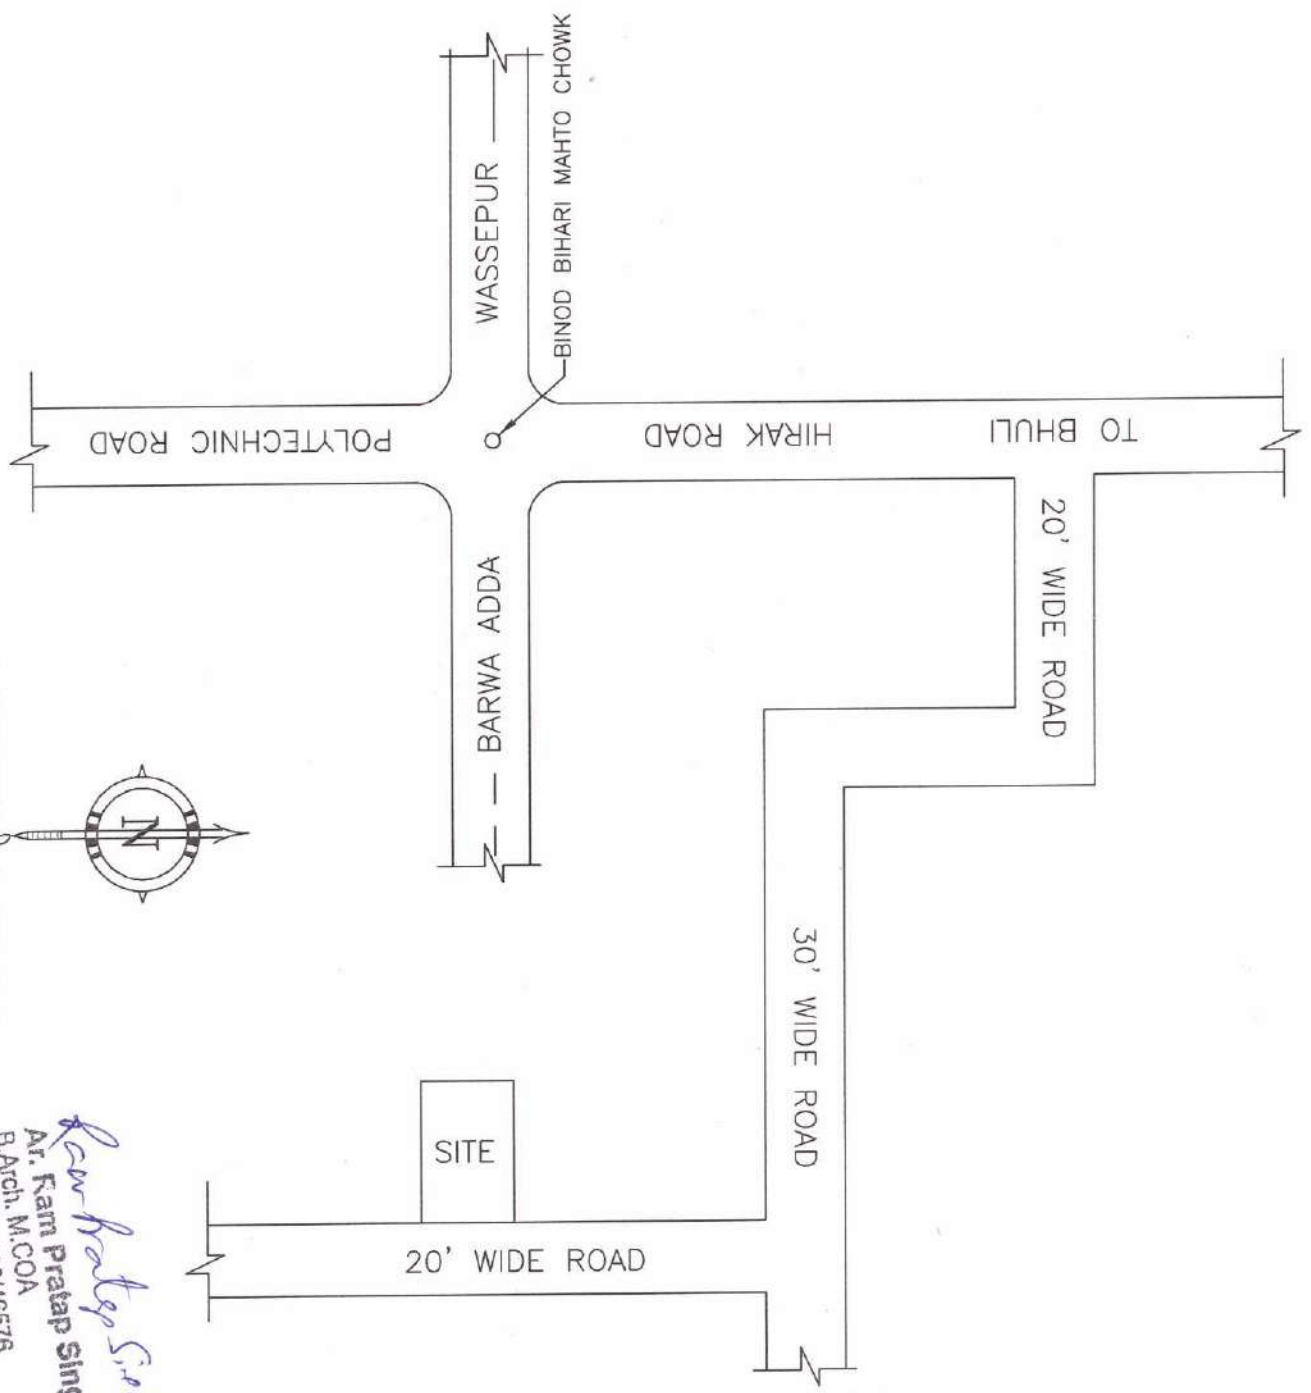 BINOD BIHARI MAHTO CHOWK
WASSEPUR
POLYTECHNIC ROAD
HIRAK ROAD
TO BHULI
BARWA ADDA
20' WIDE ROAD
30' WIDE ROAD
N
SITE
20' WIDE ROAD
Ar. Ram Pratap Sing
B.Arch. M.COA